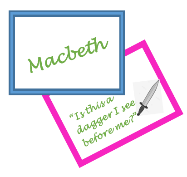 Macbeth
"Is this a
dagger I see
before me?"